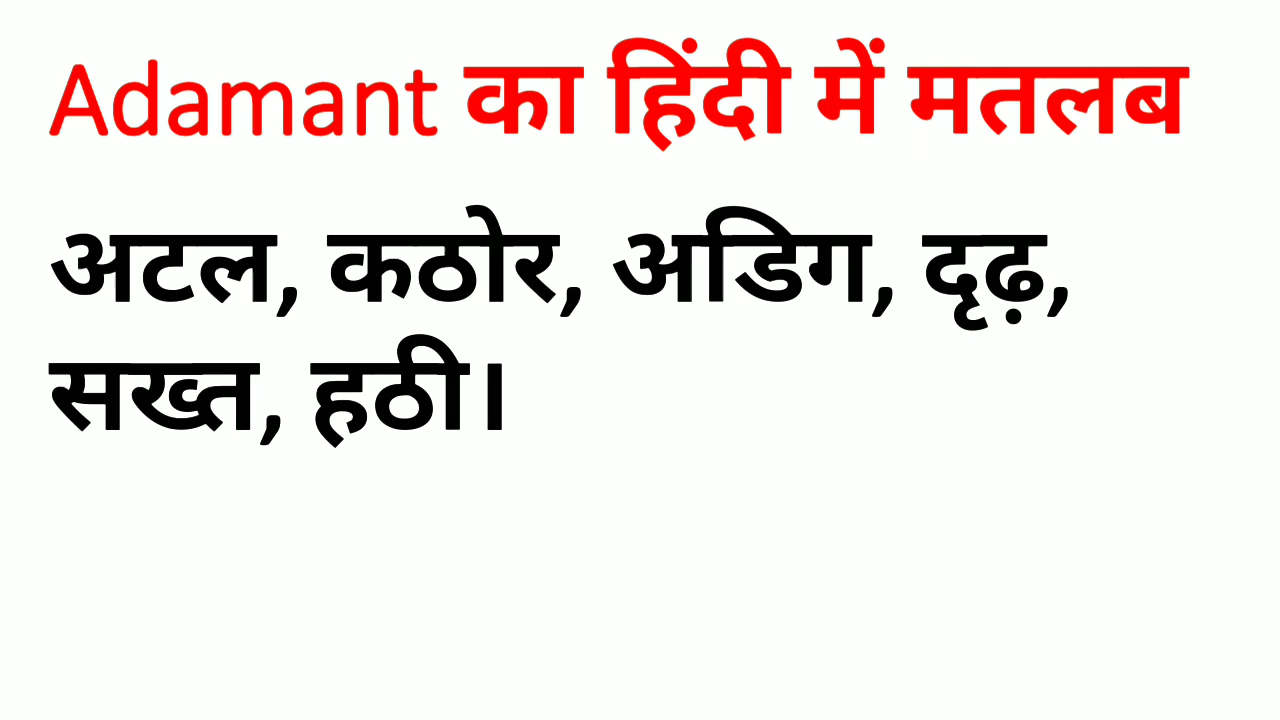 Adamant का हिंदी में मतलब
अटल, कठोर, अडिग, दृढ़,
सख्त, हठी।